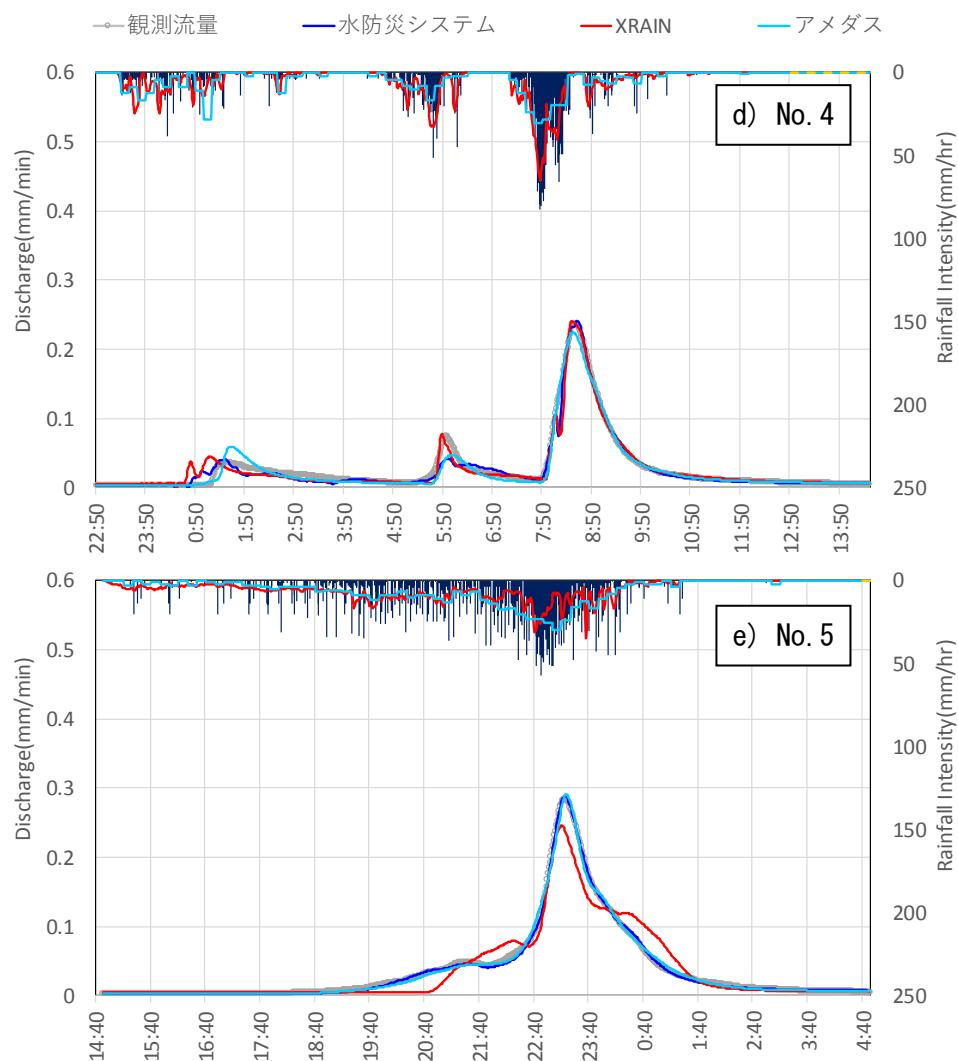 観測流量 水防災システム XRAIN アメダス
0.6 0.5 0.4 0.3 0.2 0.1 0
Discharge(mm/min)
0 50 100 150 200 250
Rainfall Intensity(mm/hr)
d) No.4
22:50 23:50 0:50 1:50 2:50 3:50 4:50 5:50 6:50 7:50 8:50 9:50 10:50 11:50 12:50 13:50
0.6 0.5 0.4 0.3 0.2 0.1 0
Discharge(mm/min)
0 50 100 150 200 250
Rainfall Intensity(mm/hr)
e) No.5
14:40 15:40 16:40 17:40 18:40 19:40 20:40 21:40 22:40 23:40 0:40 1:40 2:40 3:40 4:40